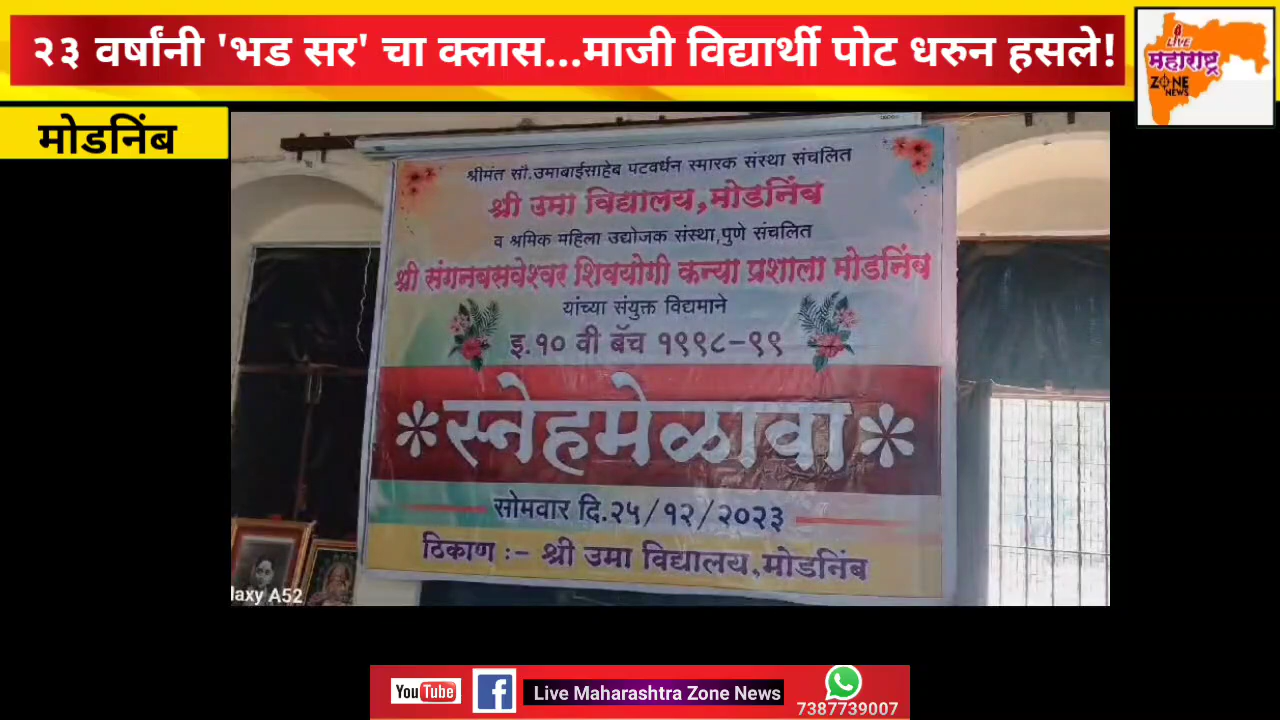 २३ वर्षांनी 'भड सर' चा क्लास...माजी विद्यार्थी पोट धरुन हसले!
LIVE
महाराष्ट्र
ZONE
NEWS
मोडनिंब
श्रीमंत सौ.उमाबाईसाहेब पटवर्धन स्मारक संस्था संचलित
श्री उमा विद्यालय,मोडनिंब
व श्रमिक महिला उद्योजक संस्था,पुणे संचलित
श्री संगनबसवेश्वर शिवयोगी कन्या प्रशाला मोडनिंब
यांच्या संयुक्त विद्यमाने
इ.१० वी बॅच १९९८-९९
स्नेहमेळावा
सोमवार दि.२५/१२/२०२३
ठिकाण :- श्री उमा विद्यालय,मोडनिंब
laxy A52
YouTube
Live Maharashtra Zone News
7387739007